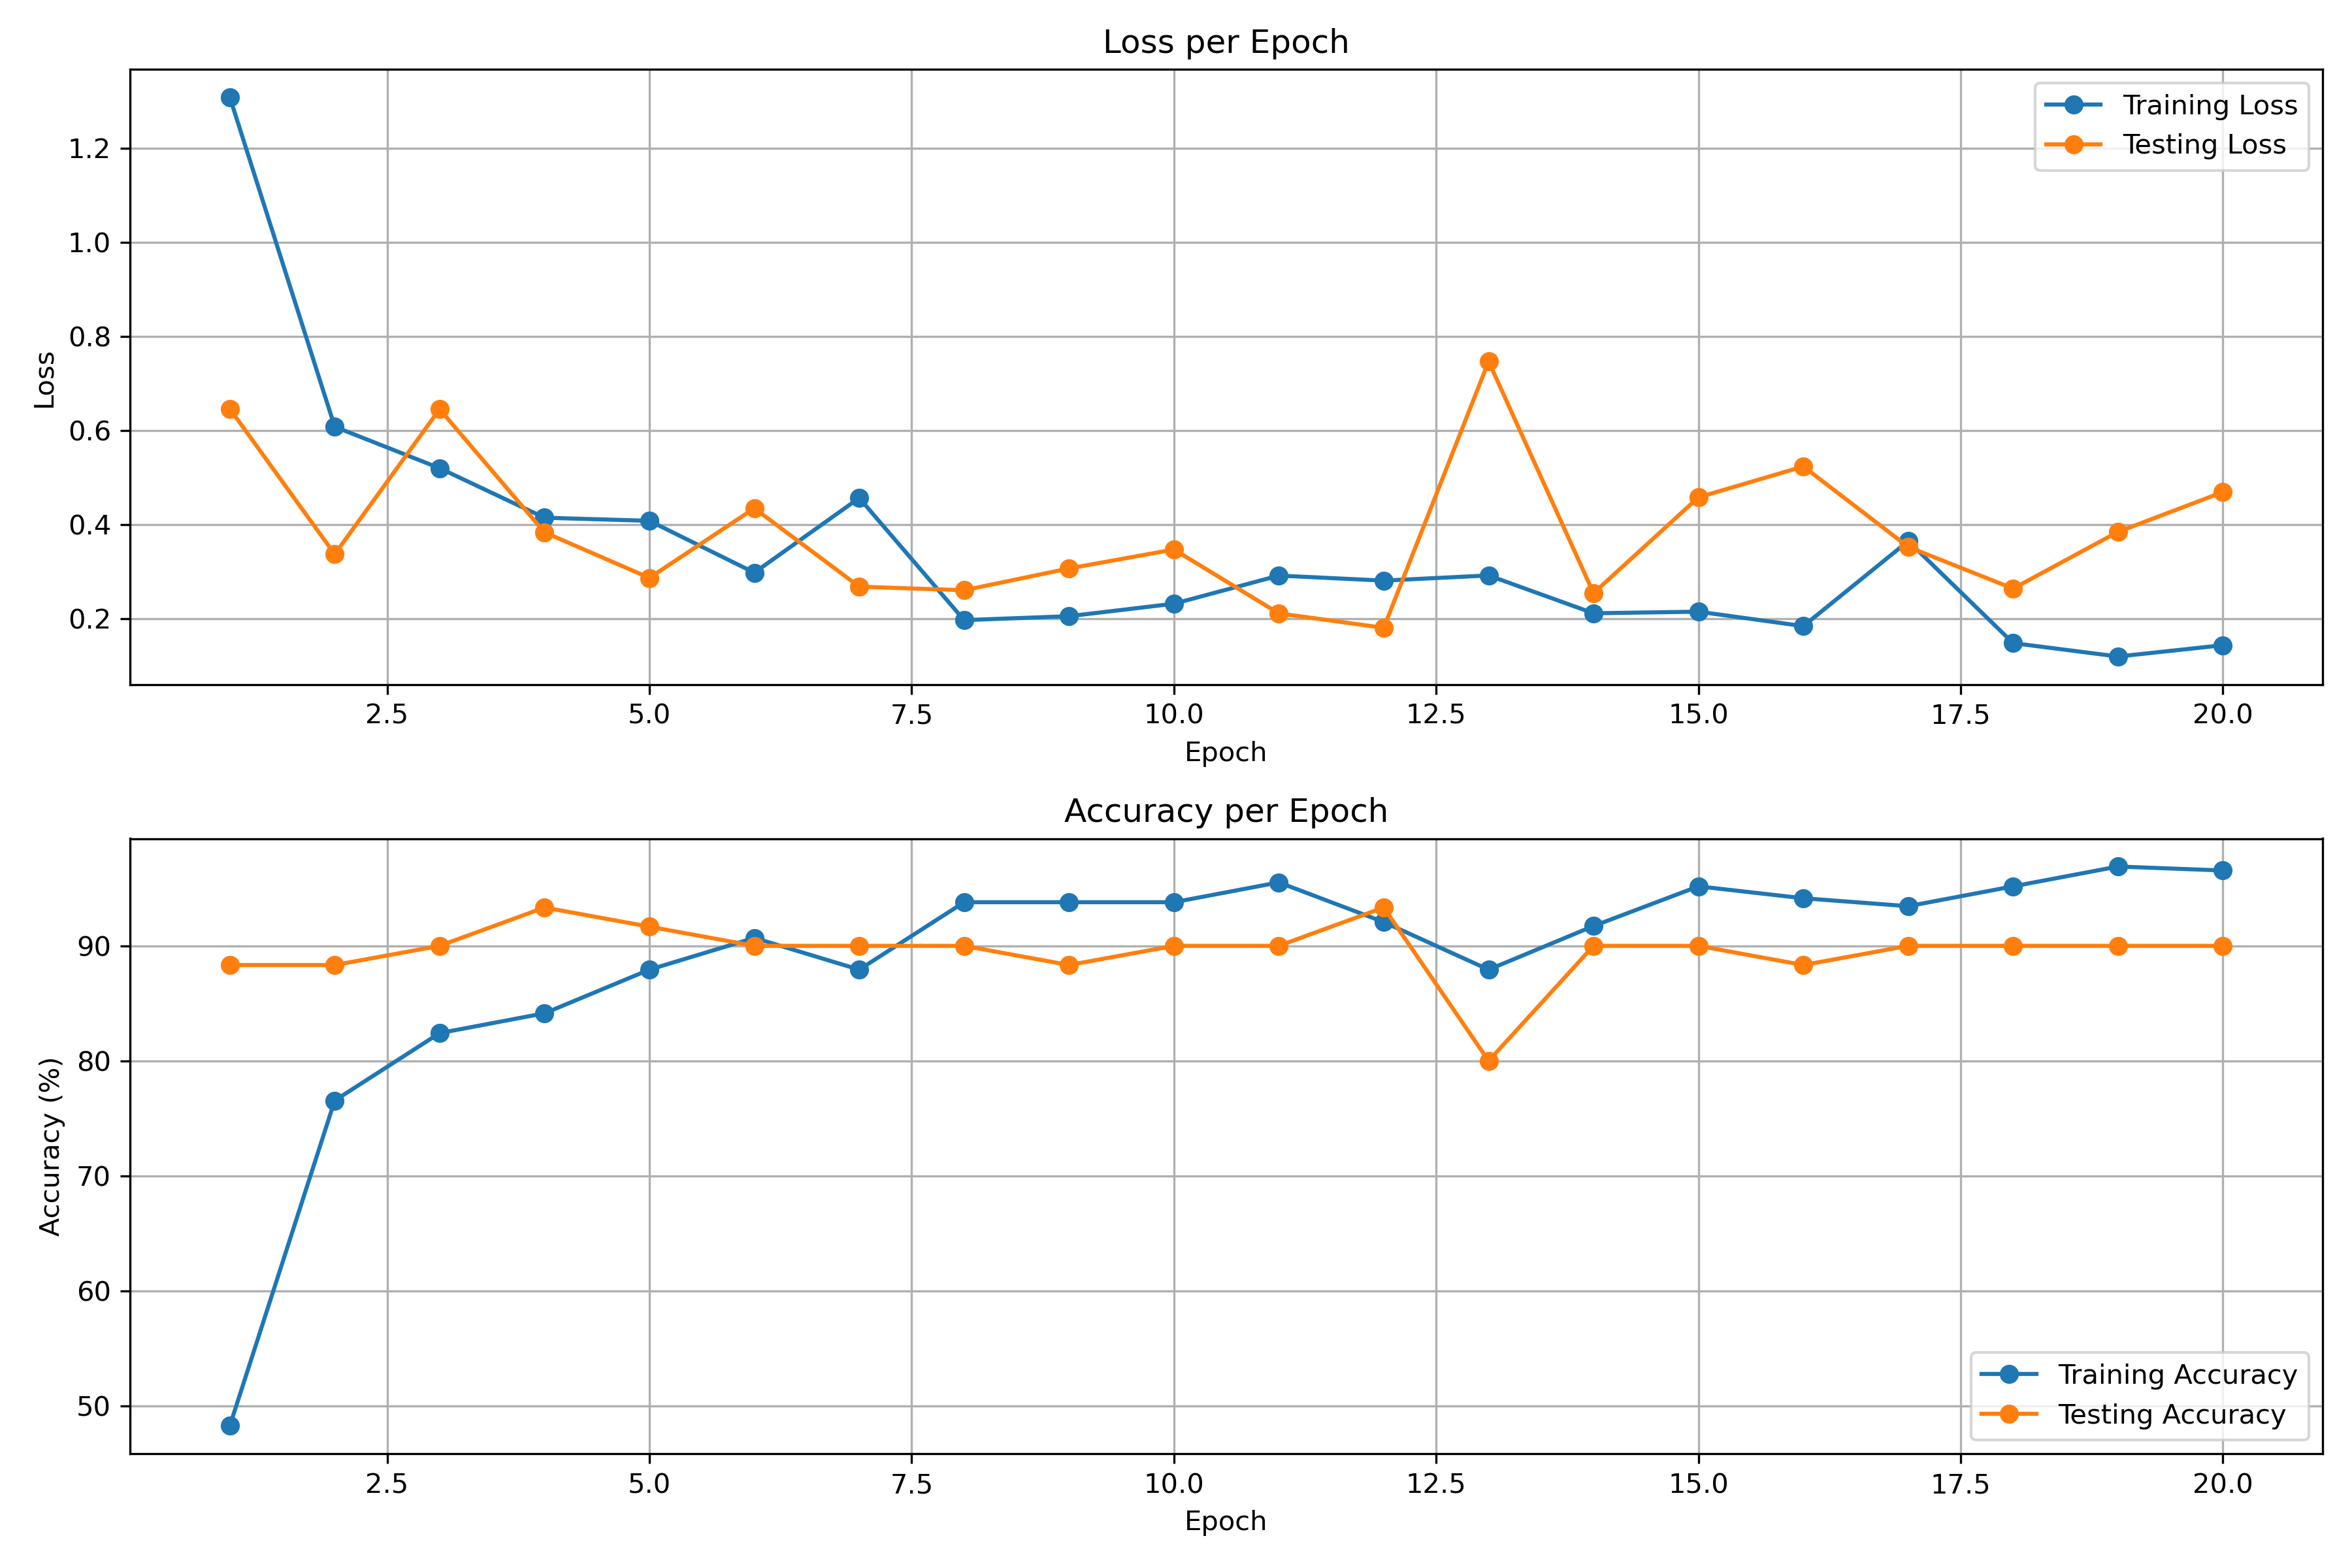 Loss per Epoch
Training Loss
Testing Loss
1.2
1.0
0.8
0.6
0.4
0.2
Loss
2.5 5.0 7.5 10.0 12.5 15.0 17.5 20.0
Epoch
Accuracy per Epoch
90
80
70
60
50
Accuracy (%)
Training Accuracy
Testing Accuracy
2.5 5.0 7.5 10.0 12.5 15.0 17.5 20.0
Epoch